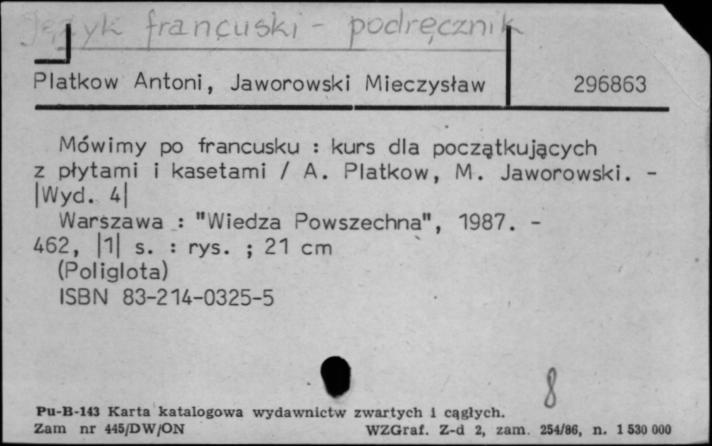 Język francuski - podręcznik
Platkow Antoni, Jaworowski Mieczysław 296863
Mówimy po francusku : kurs dla początkujących
z płytami i kasetami / A. Platkow, M. Jaworowski. -
|Wyd. 4|
Warszawa : "Wiedza Powszechna", 1987. -
462, |1| s. : rys. ; 21 cm
(Poliglota)
ISBN 83-214-0325-5
8
Pu-B-143 Karta katalogowa wydawnictw zwartych i ciągłych.
Zam nr 445/DW/ON WZGraf. Z-d 2, zam. 254/86, n. 1 530 000